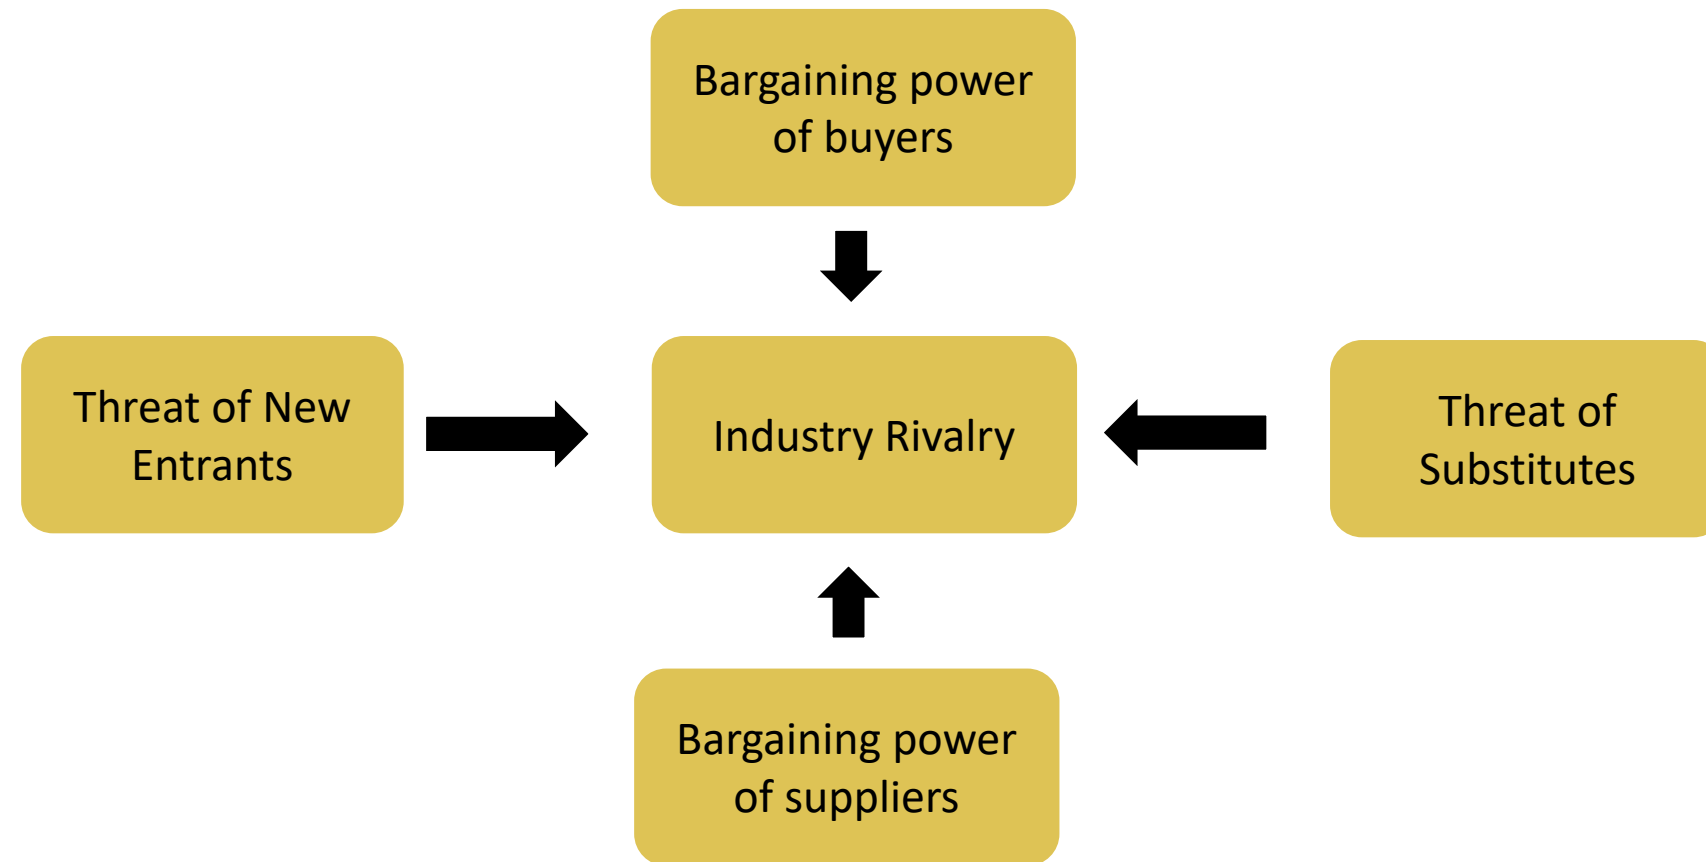 Bargaining power
of buyers
Threat of New
Entrants
Industry Rivalry
Threat of
Substitutes
Bargaining power
of suppliers